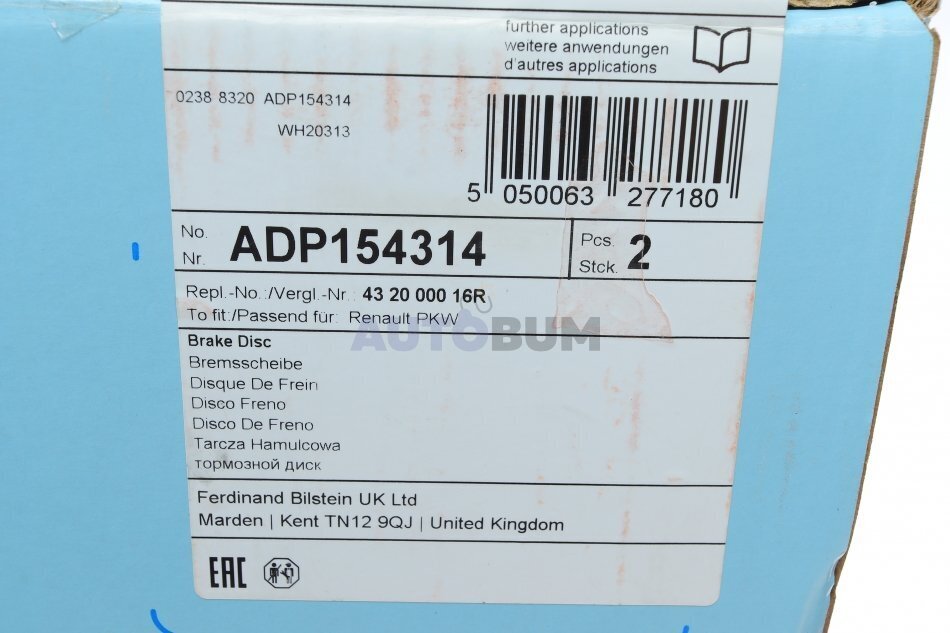 further applications
weitere anwendungen
d'autres applications
0238 8320 ADP154314
WH20313
5 050063 277180
No.
Nr. ADP154314
Pcs.
Stck. 2
Repl.-No.:/Vergl.-Nr.: 43 20 000 16R
To fit:/Passend für: Renault PKW
AUTOBUM
Brake Disc
Bremsscheibe
Disque De Frein
Disco Freno
Disco De Freno
Tarcza Hamulcowa
тормозной диск
Ferdinand Bilstein UK Ltd
Marden | Kent TN12 9QJ | United Kingdom
EAC